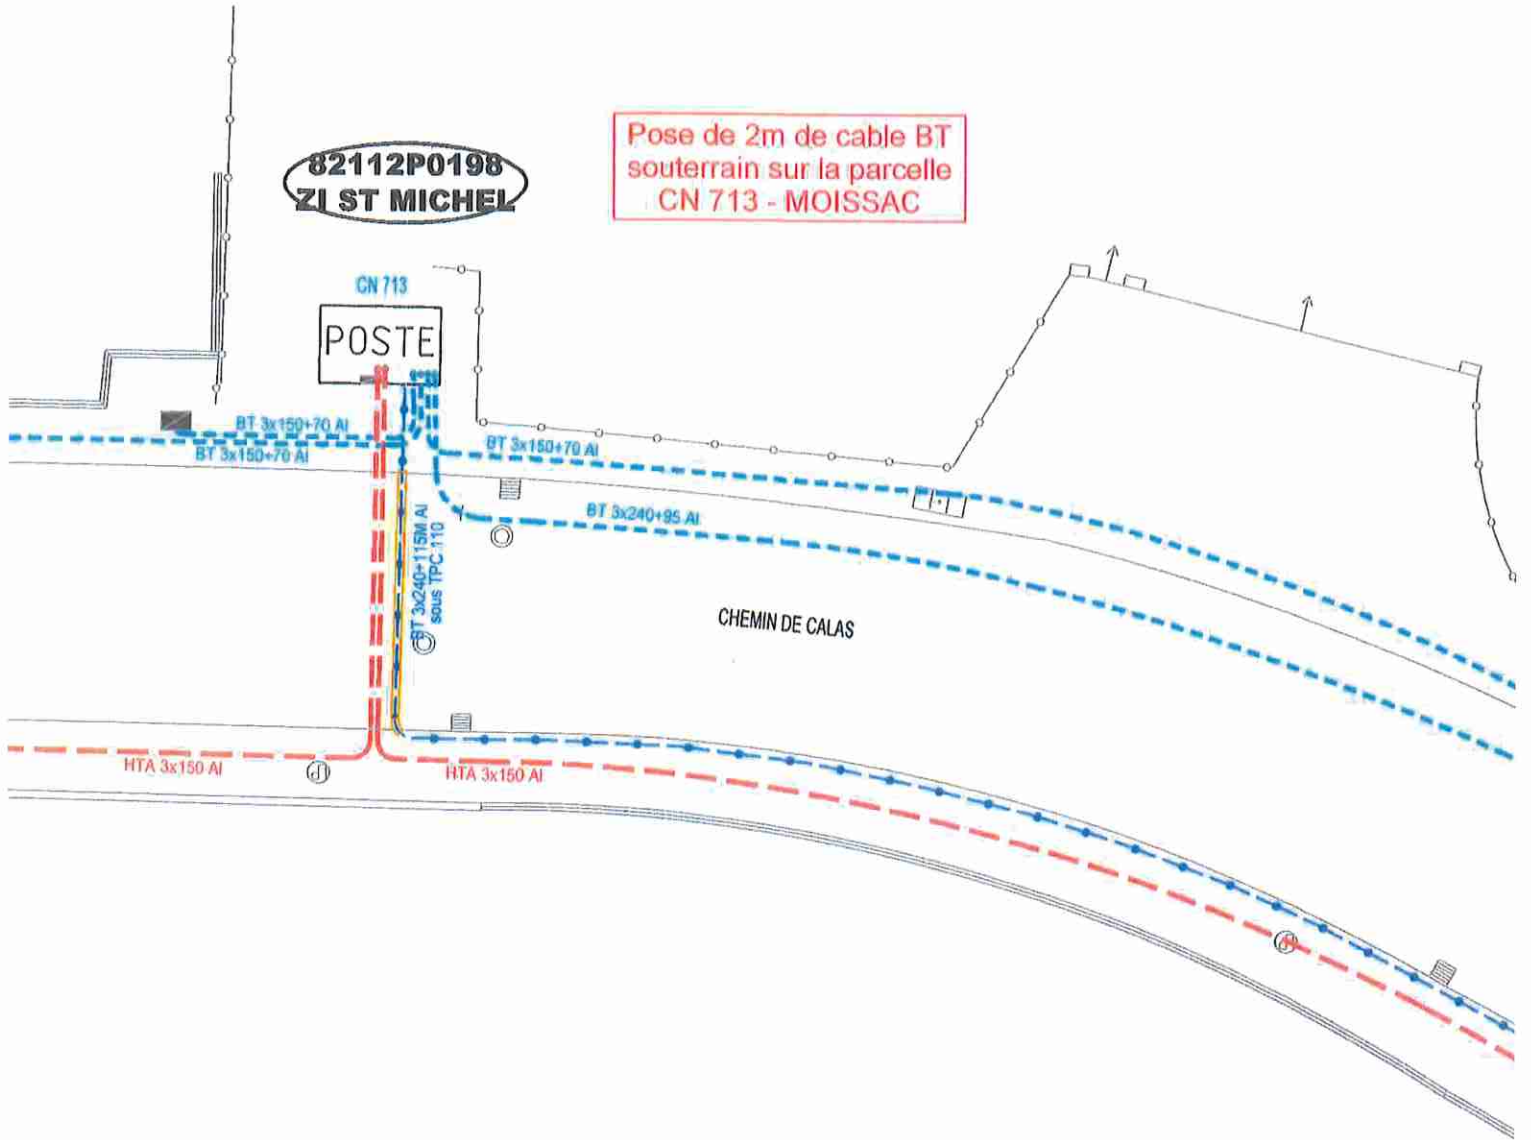 82112P0198
ZI ST MICHEL
Pose de 2m de cable BT
souterrain sur la parcelle
CN 713 - MOISSAC
CN 713
POSTE
BT 3x150+70 Al
BT 3x150+70 Al
BT 3x150+70 Al
BT 3x240+95 Al
BT 3x240+115M Al
sous TPC 110
CHEMIN DE CALAS
HTA 3x150 Al
HTA 3x150 Al